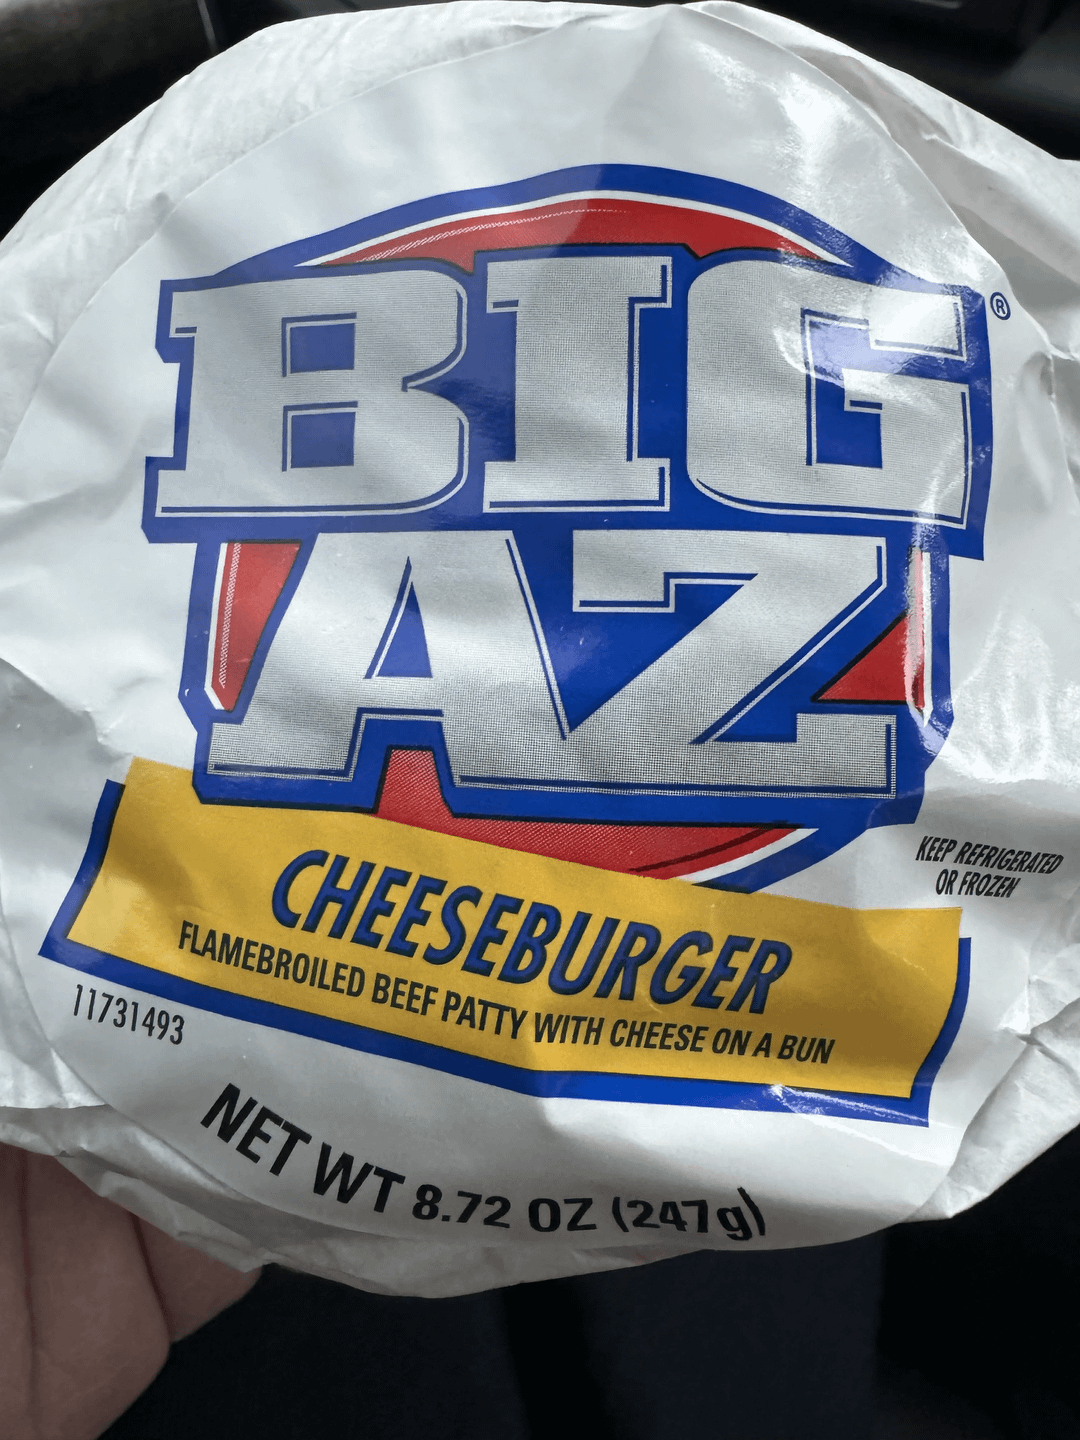 BIG®
AZ
KEEP REFRIGERATED
OR FROZEN
CHEESEBURGER
FLAMEBROILED BEEF PATTY WITH CHEESE ON A BUN
11731493
NET WT 8.72 OZ (247g)